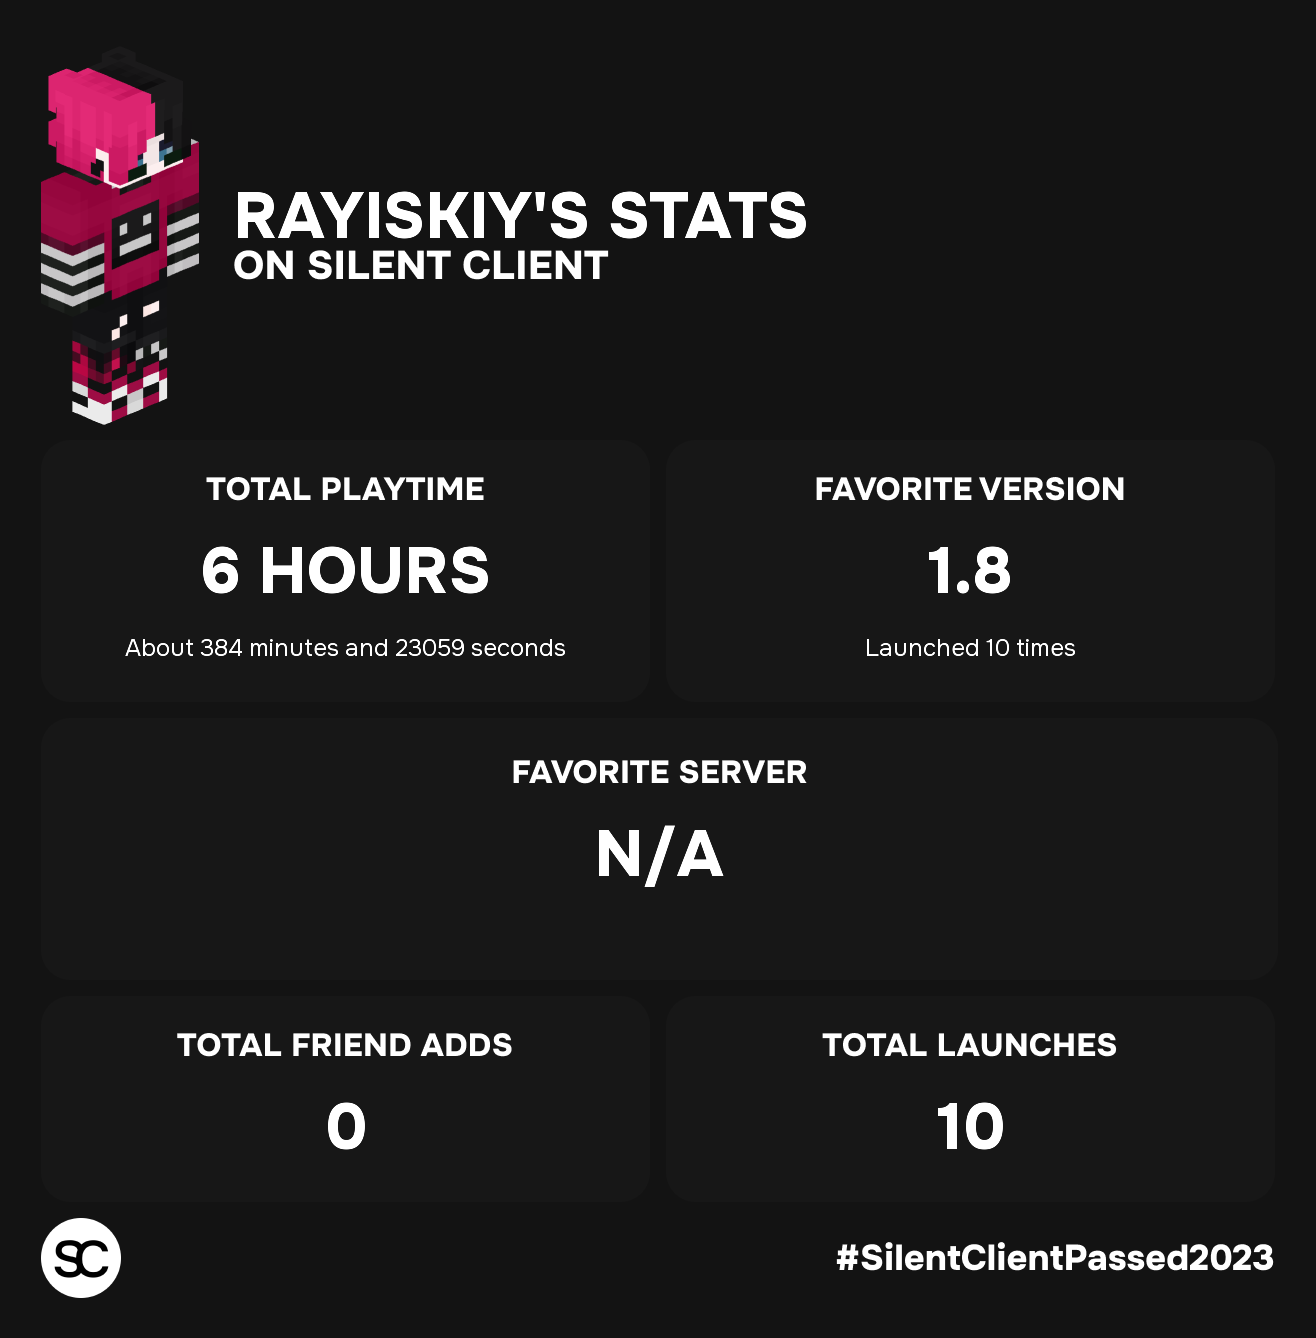 RAYISKIY'S STATS
ON SILENT CLIENT
TOTAL PLAYTIME
6 HOURS
About 384 minutes and 23059 seconds
FAVORITE VERSION
1.8
Launched 10 times
FAVORITE SERVER
N/A
TOTAL FRIEND ADDS
0
TOTAL LAUNCHES
10
SC
#SilentClientPassed2023